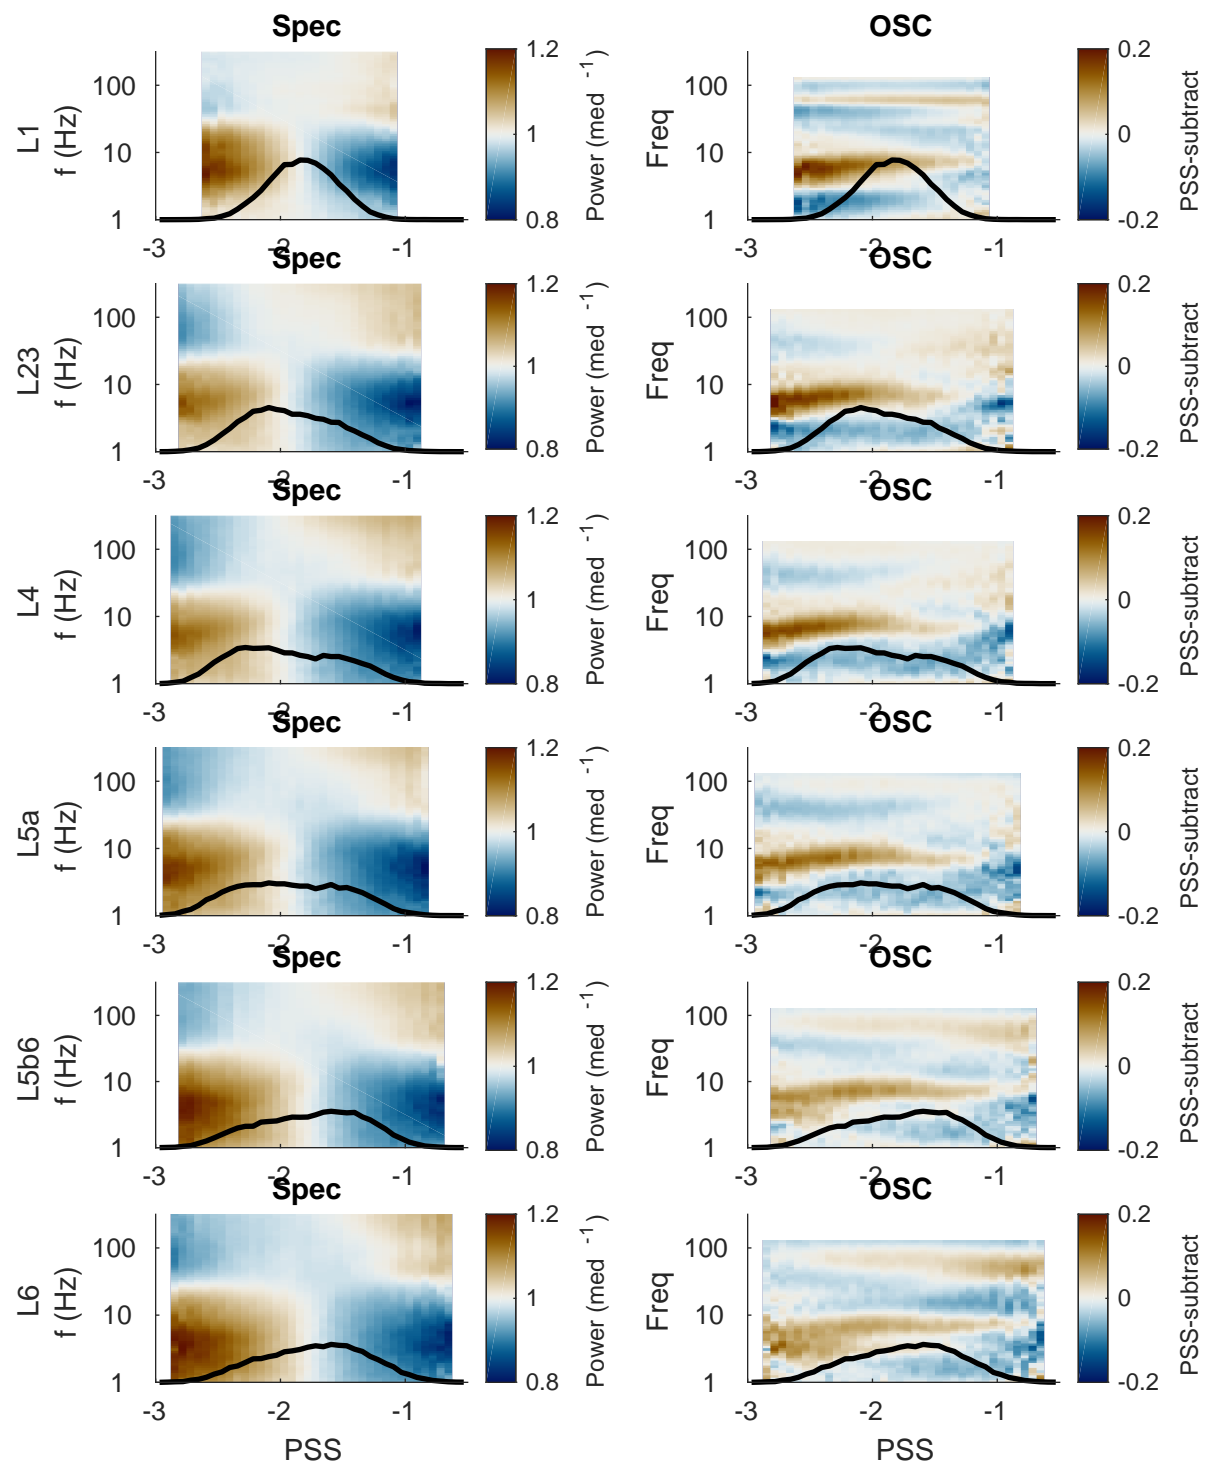 Spec
OSC
L1
f (Hz)
100
10
1
-3
-2
-1
1.2
1
0.8
Power (med -1)
Freq
100
10
1
-3
-2
-1
0.2
0
-0.2
PSS-subtract
Spec
OSC
L23
f (Hz)
100
10
1
-3
-2
-1
1.2
1
0.8
Power (med -1)
Freq
100
10
1
-3
-2
-1
0.2
0
-0.2
PSS-subtract
Spec
OSC
L4
f (Hz)
100
10
1
-3
-2
-1
1.2
1
0.8
Power (med -1)
Freq
100
10
1
-3
-2
-1
0.2
0
-0.2
PSS-subtract
Spec
OSC
L5a
f (Hz)
100
10
1
-3
-2
-1
1.2
1
0.8
Power (med -1)
Freq
100
10
1
-3
-2
-1
0.2
0
-0.2
PSS-subtract
Spec
OSC
L5b6
f (Hz)
100
10
1
-3
-2
-1
1.2
1
0.8
Power (med -1)
Freq
100
10
1
-3
-2
-1
0.2
0
-0.2
PSS-subtract
Spec
OSC
L6
f (Hz)
100
10
1
-3
-2
-1
PSS
1.2
1
0.8
Power (med -1)
Freq
100
10
1
-3
-2
-1
PSS
0.2
0
-0.2
PSS-subtract